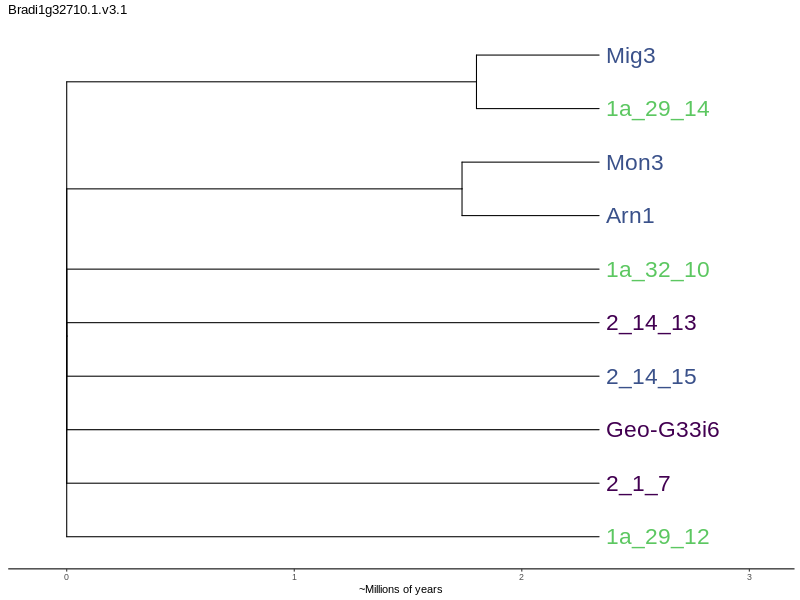 Bradi1g32710.1.v3.1
Mig3
1a_29_14
Mon3
Arn1
1a_32_10
2_14_13
2_14_15
Geo-G33i6
2_1_7
1a_29_12
0 1 2 3
~Millions of years